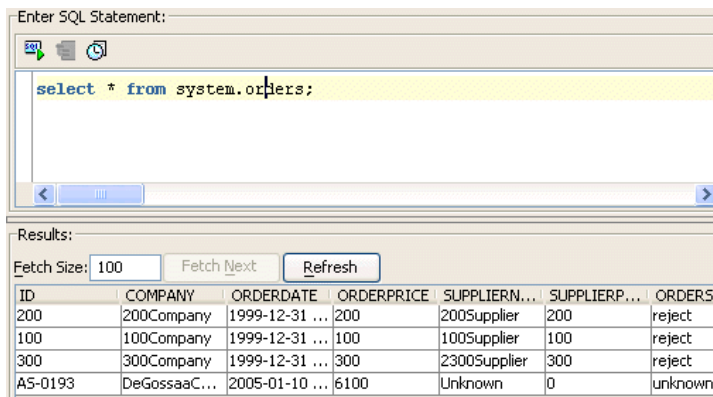 Enter SQL Statement:
SQL
select * from system.orders;
Results:
Fetch Size: 100 Fetch Next Refresh
ID COMPANY ORDERDATE ORDERPRICE SUPPLIERN... SUPPLIERP... ORDERS
200 200Company 1999-12-31 ... 200 200Supplier 200 reject
100 100Company 1999-12-31 ... 100 100Supplier 100 reject
300 300Company 1999-12-31 ... 300 2300Supplier 300 reject
AS-0193 DeGossaaC... 2005-01-10 ... 6100 Unknown 0 unknown